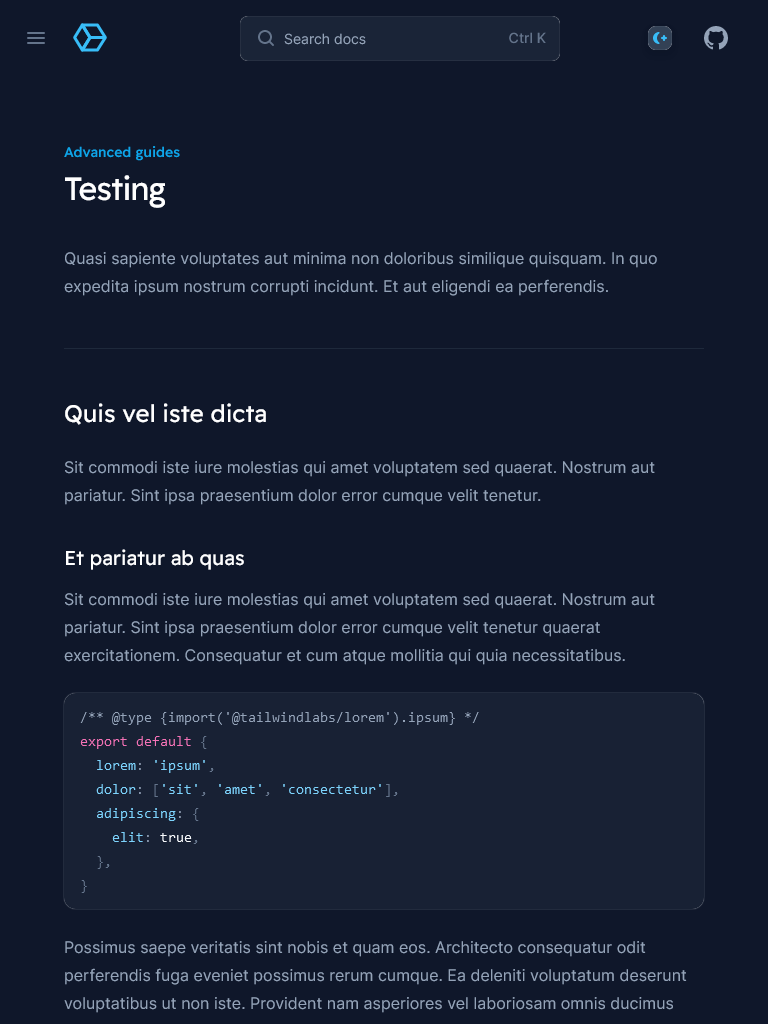 Search docs Ctrl K
Advanced guides
Testing
Quasi sapiente voluptates aut minima non doloribus similique quisquam. In quo
expedita ipsum nostrum corrupti incidunt. Et aut eligendi ea perferendis.
Quis vel iste dicta
Sit commodi iste iure molestias qui amet voluptatem sed quaerat. Nostrum aut
pariatur. Sint ipsa praesentium dolor error cumque velit tenetur.
Et pariatur ab quas
Sit commodi iste iure molestias qui amet voluptatem sed quaerat. Nostrum aut
pariatur. Sint ipsa praesentium dolor error cumque velit tenetur quaerat
exercitationem. Consequatur et cum atque mollitia qui quia necessitatibus.
/** @type {import('@tailwindlabs/lorem').ipsum} */
export default {
  lorem: 'ipsum',
  dolor: ['sit', 'amet', 'consectetur'],
  adipiscing: {
    elit: true,
  },
}
Possimus saepe veritatis sint nobis et quam eos. Architecto consequatur odit
perferendis fuga eveniet possimus rerum cumque. Ea deleniti voluptatum deserunt
voluptatibus ut non iste. Provident nam asperiores vel laboriosam omnis ducimus